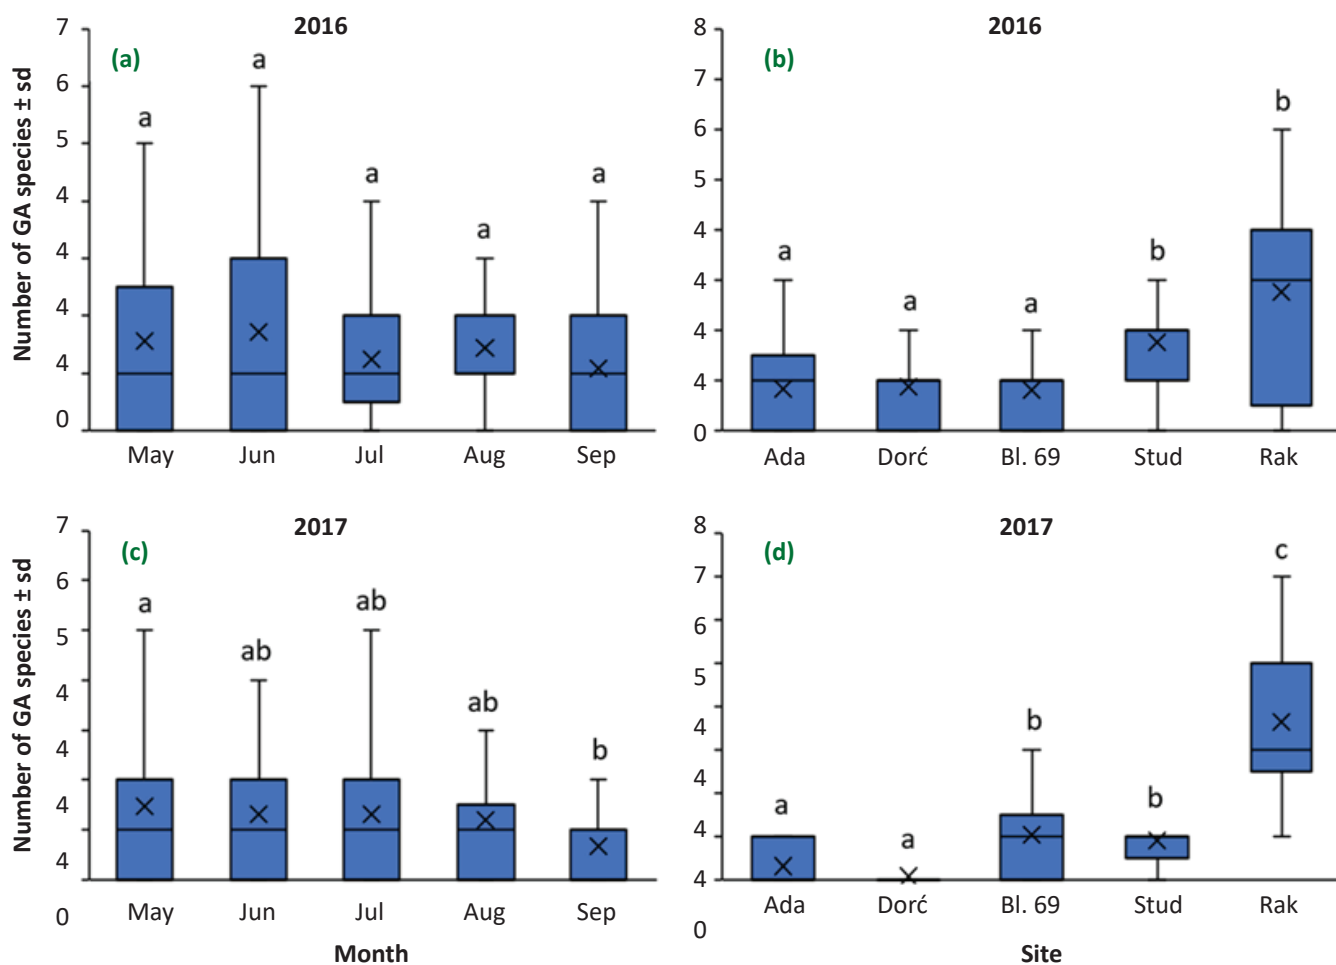 2016
(a)
Number of GA species ± sd
7
6
5
4
4
4
4
0
a
a
a
a
a
May
Jun
Jul
Aug
Sep
2016
(b)
8
7
6
5
4
4
4
4
0
a
a
a
b
b
Ada
Dorć
Bl. 69
Stud
Rak
2017
(c)
Number of GA species ± sd
7
6
5
4
4
4
4
0
a
ab
ab
ab
b
May
Jun
Jul
Aug
Sep
Month
2017
(d)
8
7
6
5
4
4
4
4
0
a
a
b
b
c
Ada
Dorć
Bl. 69
Stud
Rak
Site